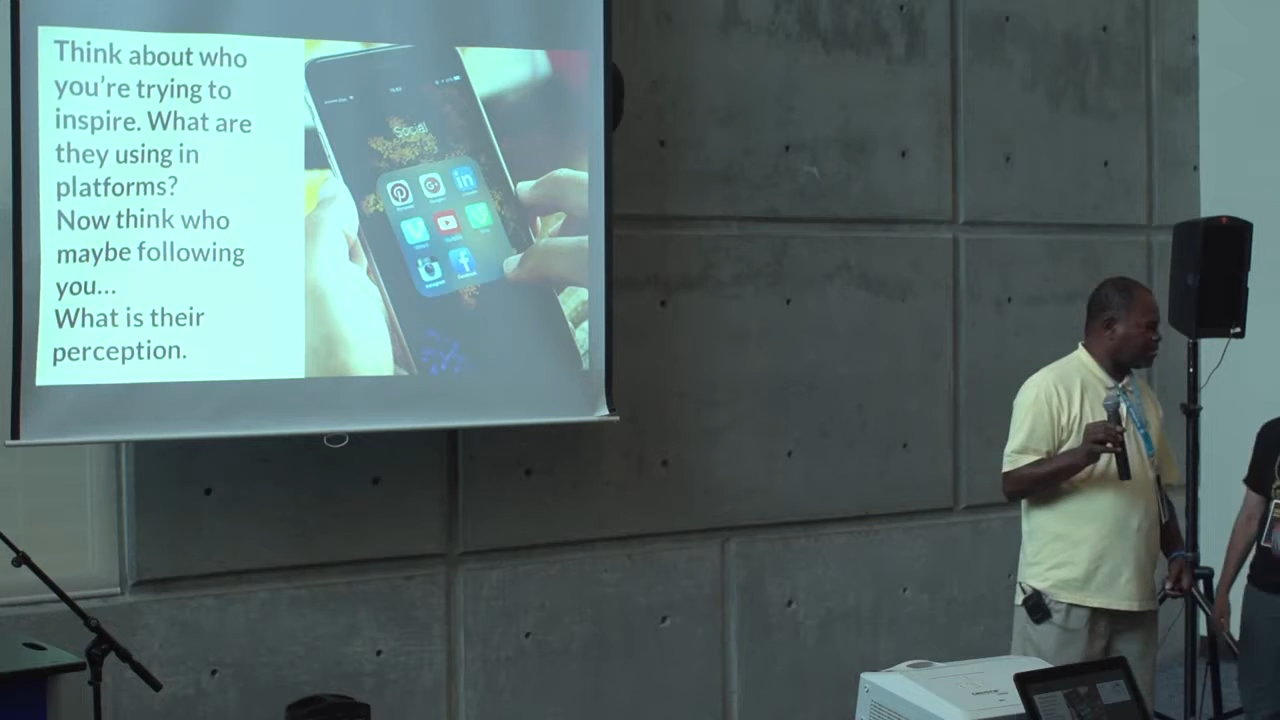 Think about who
you're trying to
inspire. What are
they using in
platforms?
Now think who
maybe following
you...
What is their
perception.
Social